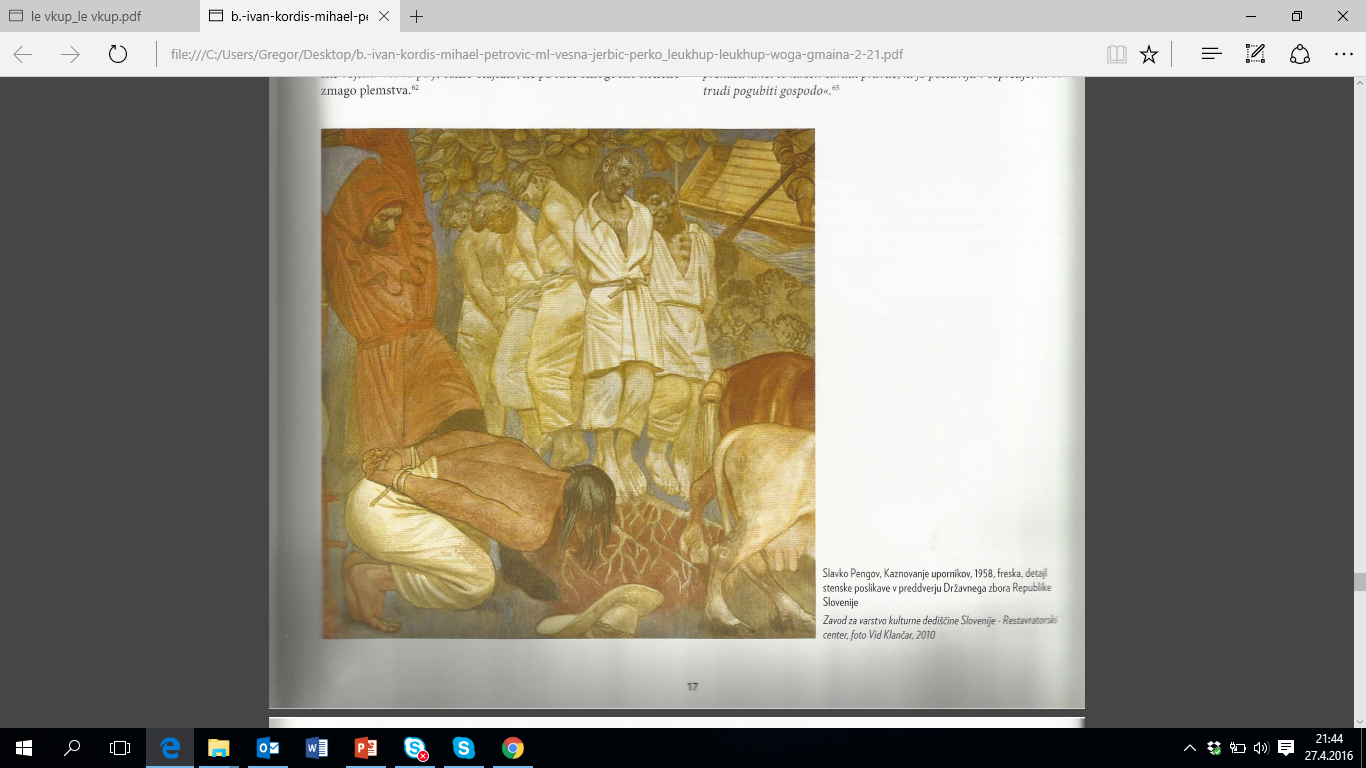 le vkup_le vkup.pdf
b.-ivan-kordis-mihael-pe
file:///C:/Users/Gregor/Desktop/b.-ivan-kordis-mihael-petrovic-ml-vesna-jerbic-perko_leukhup-leukhup-woga-gmaina-2-21.pdf
zmago plemstva.62
trudi pogubiti gospodo«.65
Slavko Pengov, Kaznovanje upornikov, 1958, freska, detajl
stenske poslikave v preddverju Državnega zbora Republike
Slovenije
Zavod za varstvo kulturne dediščine Slovenije - Restavratorski
center, foto Vid Klančar, 2010
17
21:44
27.4.2016